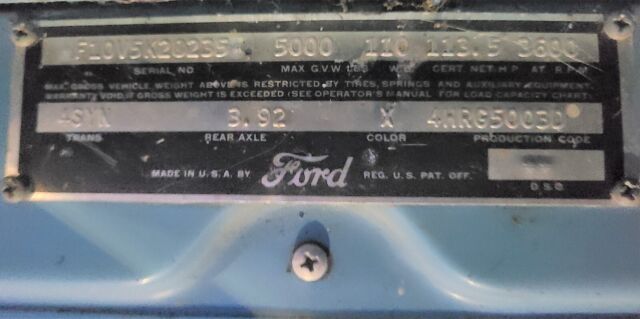 F10V5K20235 5000 110 113.5 3600
SERIAL NO MAX G.V.W LBS W.B. CERT. NET H.P. AT R.P.M
MAX. GROSS VEHICLE WEIGHT ABOVE IS RESTRICTED BY TIRES, SPRINGS AND AUXILIARY EQUIPMENT.
WARRANTY VOID IF GROSS WEIGHT IS EXCEEDED (SEE OPERATOR'S MANUAL FOR LOAD CAPACITY CHART)
4SYN 3.92 X
TRANS REAR AXLE COLOR PRODUCTION CODE
MADE IN U.S.A. BY Ford REG. U.S. PAT. OFF.
D.S.O.